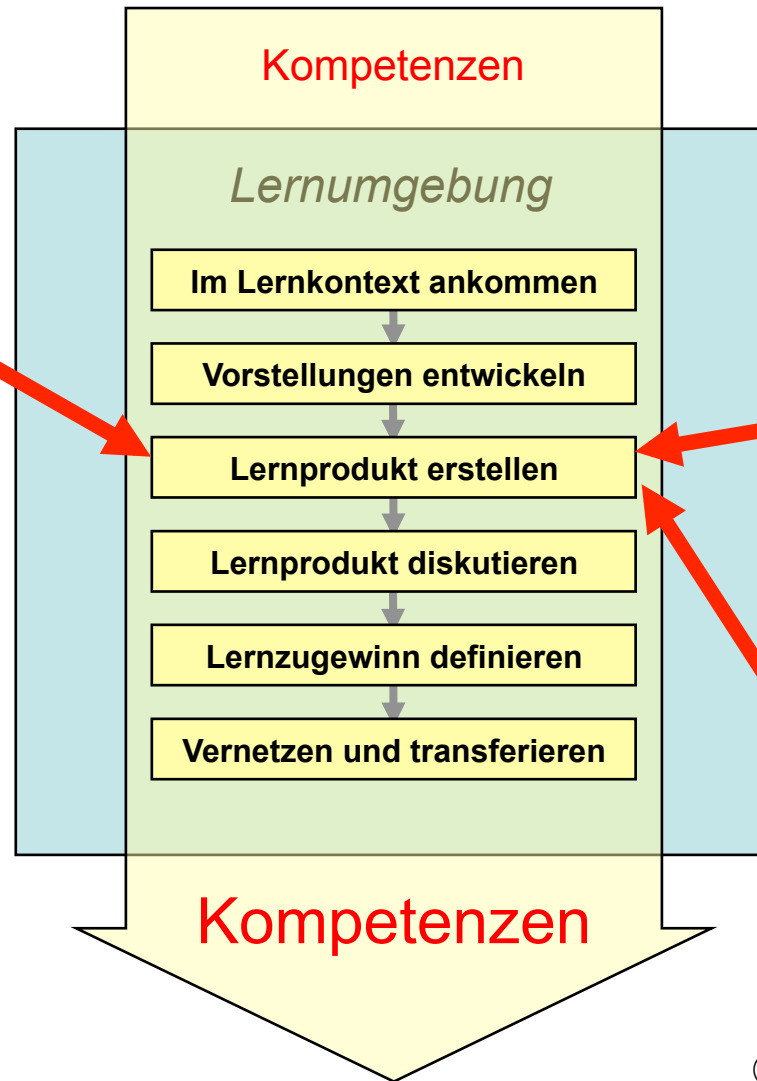 Kompetenzen
Lernumgebung
Im Lernkontext ankommen
Vorstellungen entwickeln
Lernprodukt erstellen
Lernprodukt diskutieren
Lernzugewinn definieren
Vernetzen und transferieren
Kompetenzen